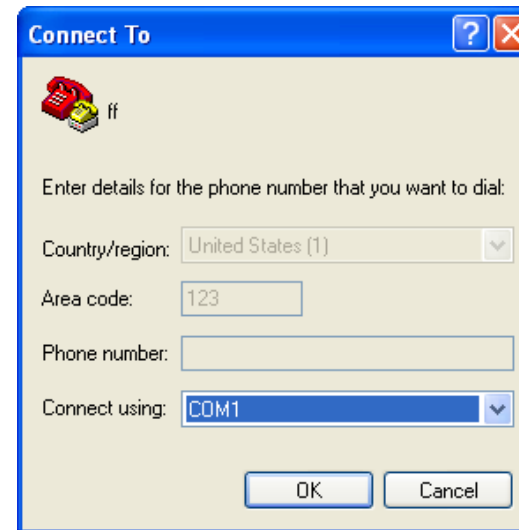 Connect To
ff
Enter details for the phone number that you want to dial:
Country/region: United States (1)
Area code: 123
Phone number:
Connect using: COM1
OK Cancel